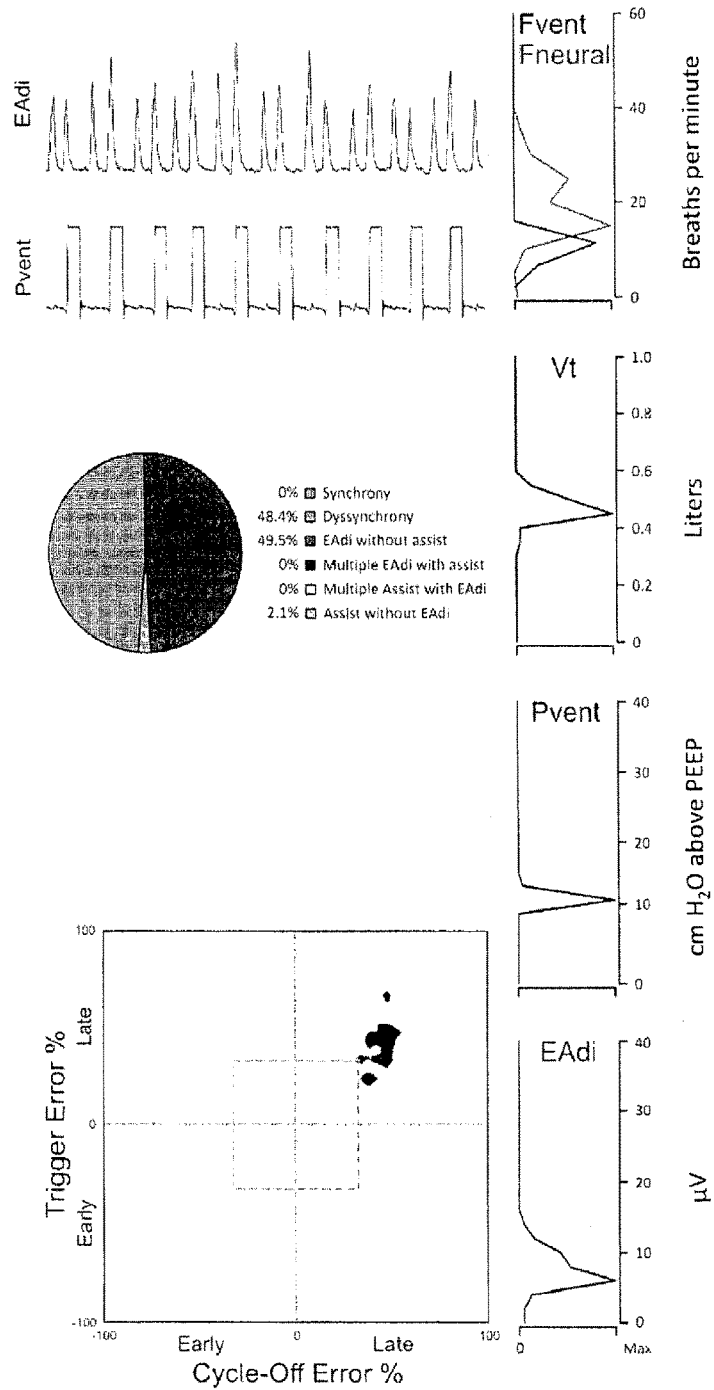 EAdi
Pvent
Fvent
Fneural
60
40
20
0
Breaths per minute
0% Synchrony
48.4% Dyssynchrony
49.5% EAdi without assist
0% Multiple EAdi with assist
0% Multiple Assist with EAdi
2.1% Assist without EAdi
Vt
1.0
0.8
0.6
0.4
0.2
0
Liters
Pvent
40
30
20
10
0
cm H₂O above PEEP
100
0
-100
Trigger Error %
Late
Early
-100
0
100
Early
Late
Cycle-Off Error %
EAdi
40
30
20
10
0
µV
0
Max